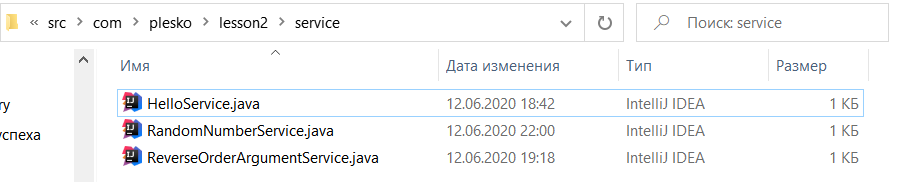 « src > com > plesko > lesson2 > service
Поиск: service
Имя Дата изменения Тип Размер
HelloService.java 12.06.2020 18:42 IntelliJ IDEA 1 КБ
RandomNumberService.java 12.06.2020 22:00 IntelliJ IDEA 1 КБ
ReverseOrderArgumentService.java 12.06.2020 19:18 IntelliJ IDEA 1 КБ
ry
успеха